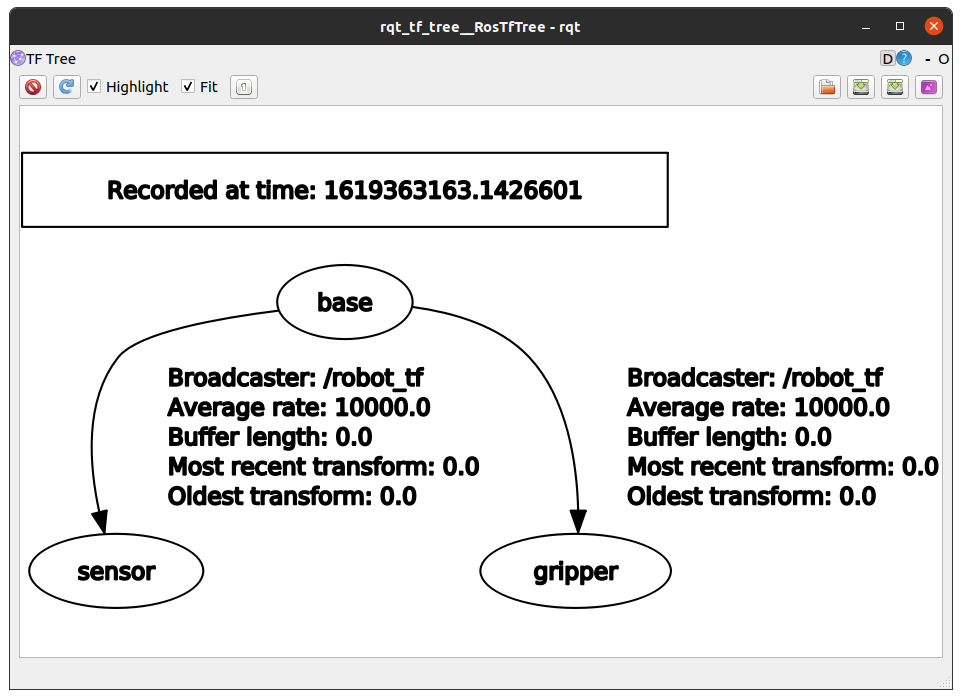 rqt_tf_tree__RosTfTree - rqt
TF Tree
D ? - O
Highlight Fit
Recorded at time: 1619363163.1426601
base
Broadcaster: /robot_tf
Average rate: 10000.0
Buffer length: 0.0
Most recent transform: 0.0
Oldest transform: 0.0
Broadcaster: /robot_tf
Average rate: 10000.0
Buffer length: 0.0
Most recent transform: 0.0
Oldest transform: 0.0
sensor
gripper